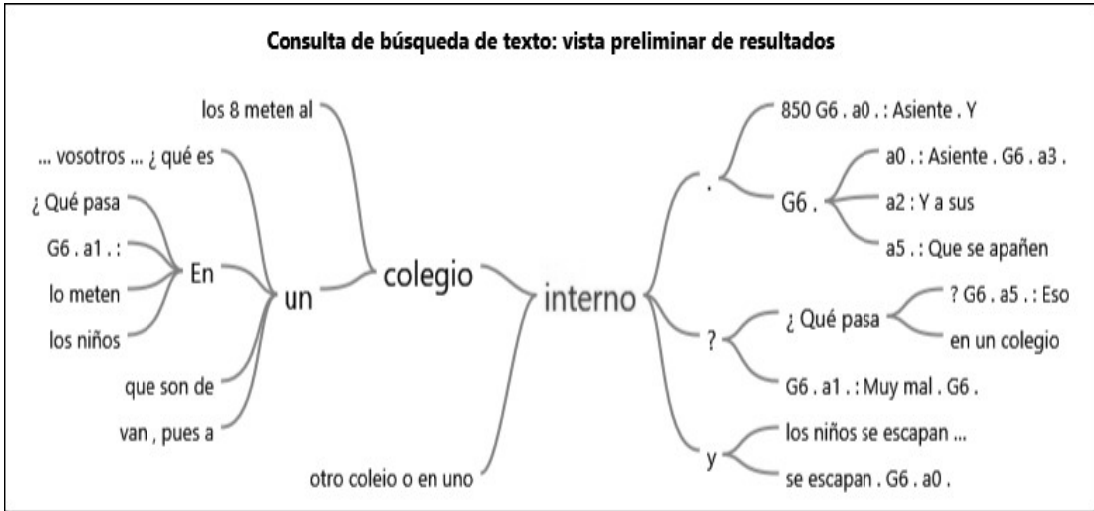 Consulta de búsqueda de texto: vista preliminar de resultados
los 8 meten al
... vosotros ... ¿ qué es
¿ Qué pasa
G6 . a1 . :
lo meten
los niños
En
que son de
van , pues a
un
colegio
otro coleio o en uno
interno
.
850 G6 . a0 . : Asiente . Y
G6 .
a0 . : Asiente . G6 . a3 .
a2 : Y a sus
a5 . : Que se apañen
?
¿ Qué pasa
? G6 . a5 . : Eso
en un colegio
G6 . a1 . : Muy mal . G6 .
y
los niños se escapan ...
se escapan . G6 . a0 .